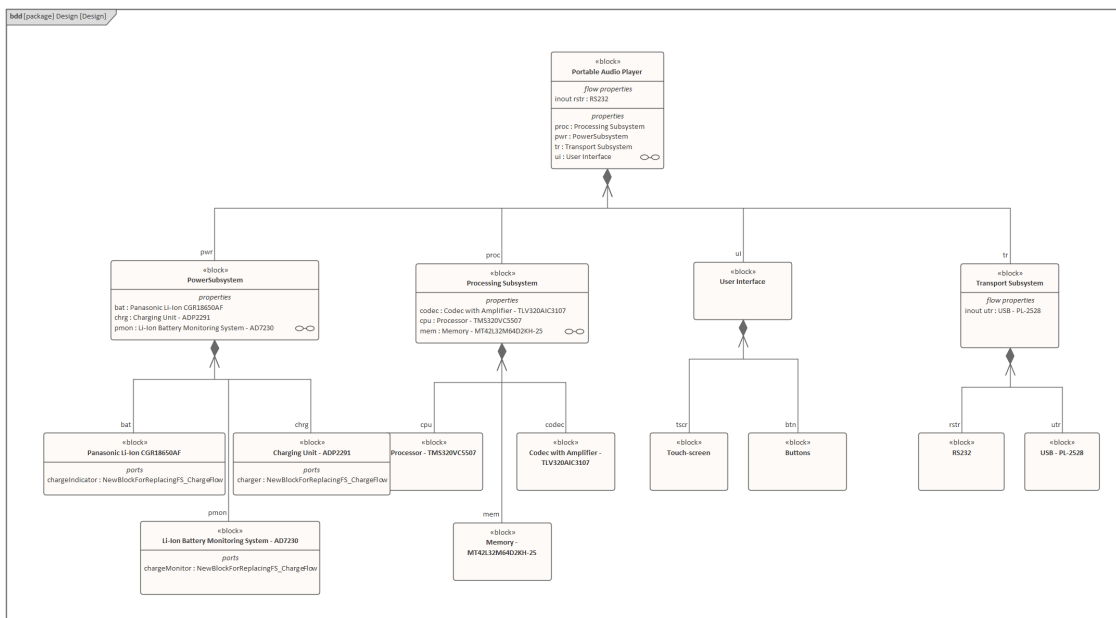 bdd [package] Design [Design]
«block»
Portable Audio Player
flow properties
inout rstr : RS232
properties
proc : Processing Subsystem
pwr : PowerSubsystem
tr : Transport Subsystem
ui : User Interface
pwr
proc
ui
tr
«block»
PowerSubsystem
properties
bat : Panasonic Li-Ion CGR18650AF
chrg : Charging Unit - ADP2291
pmon : Li-Ion Battery Monitoring System - AD7230
«block»
Processing Subsystem
properties
codec : Codec with Amplifier - TLV320AIC3107
cpu : Processor - TMS320VC5507
mem : Memory - MT42L32M64D2KH-25
«block»
User Interface
«block»
Transport Subsystem
flow properties
inout utr : USB - PL-2528
bat
chrg
cpu
codec
tscr
btn
rstr
utr
«block»
Panasonic Li-Ion CGR18650AF
ports
chargeIndicator : NewBlockForReplacingFS_ChargeFlow
«block»
Charging Unit - ADP2291
ports
charger : NewBlockForReplacingFS_ChargeFlow
«block»
Processor - TMS320VC5507
«block»
Codec with Amplifier -
TLV320AIC3107
«block»
Touch-screen
«block»
Buttons
«block»
RS232
«block»
USB - PL-2528
pmon
mem
«block»
Li-Ion Battery Monitoring System - AD7230
ports
chargeMonitor : NewBlockForReplacingFS_ChargeFlow
«block»
Memory -
MT42L32M64D2KH-25